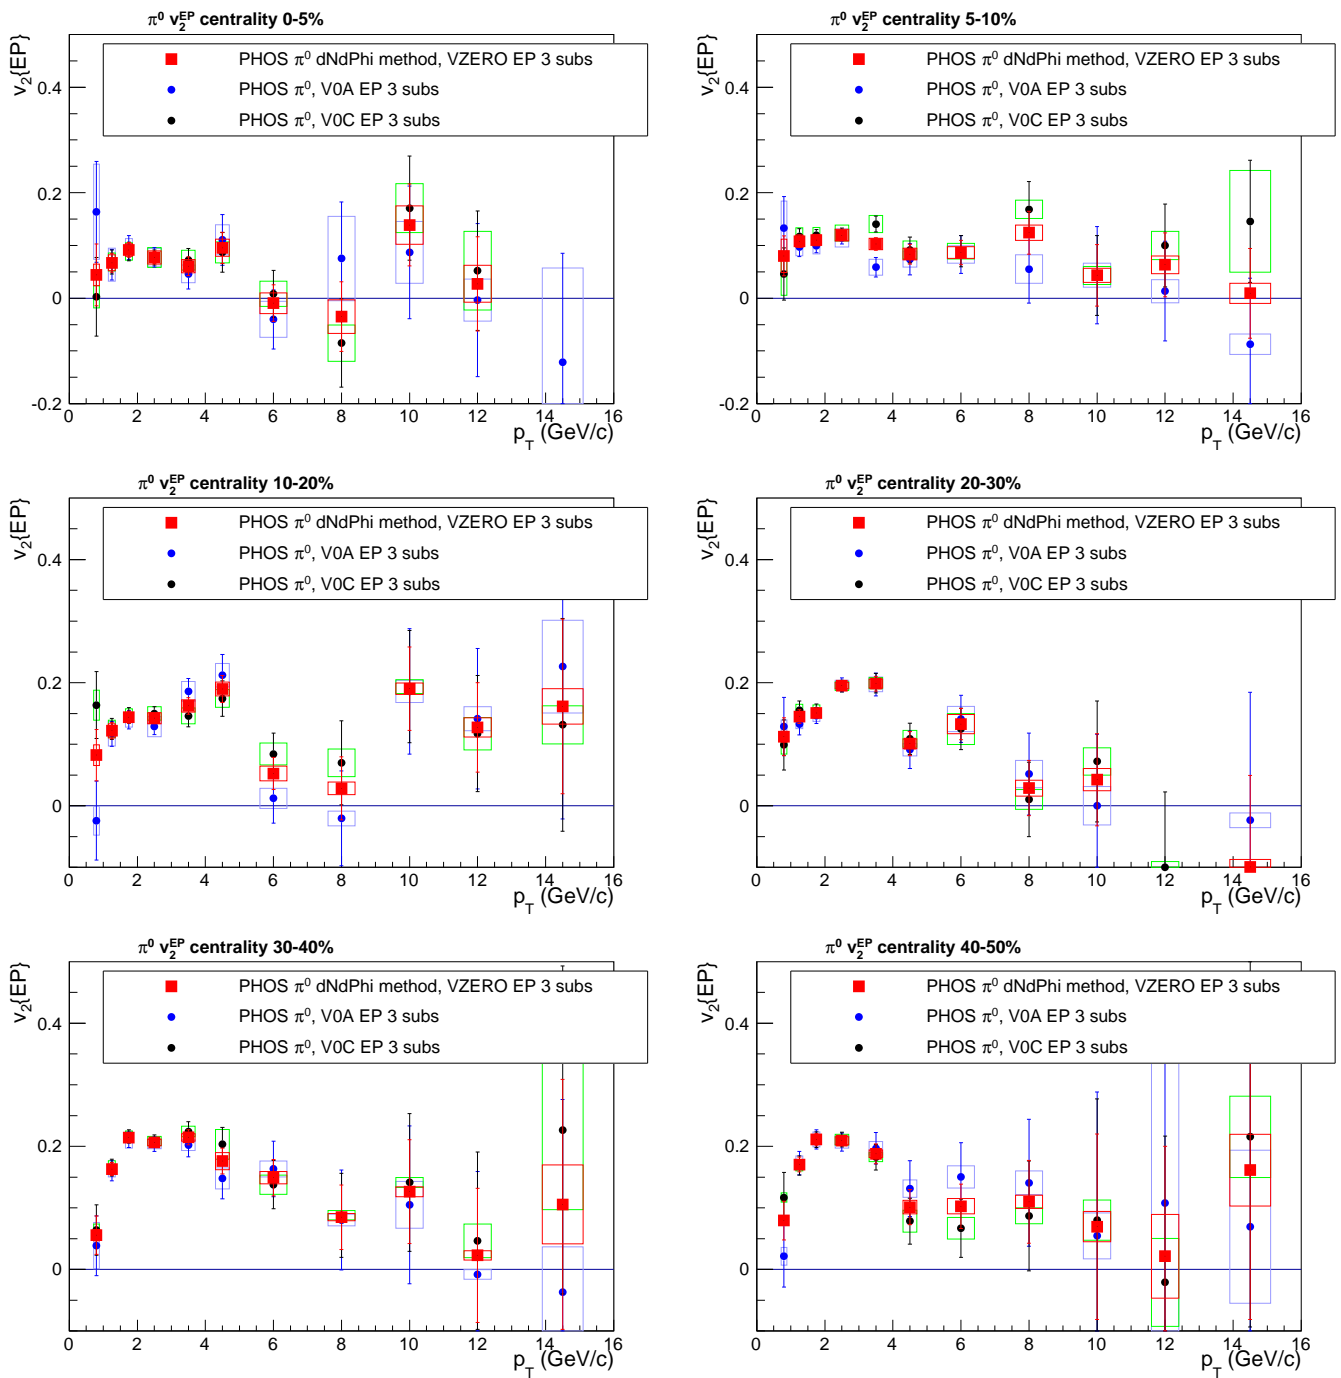 π⁰ v₂ᴱᴾ centrality 0-5%
v₂{EP}
PHOS π⁰ dNdPhi method, VZERO EP 3 subs
PHOS π⁰, V0A EP 3 subs
PHOS π⁰, V0C EP 3 subs
0.4
0.2
0
-0.2
0 2 4 6 8 10 12 14 16
p_T (GeV/c)
π⁰ v₂ᴱᴾ centrality 5-10%
v₂{EP}
PHOS π⁰ dNdPhi method, VZERO EP 3 subs
PHOS π⁰, V0A EP 3 subs
PHOS π⁰, V0C EP 3 subs
0.4
0.2
0
-0.2
0 2 4 6 8 10 12 14 16
p_T (GeV/c)
π⁰ v₂ᴱᴾ centrality 10-20%
v₂{EP}
PHOS π⁰ dNdPhi method, VZERO EP 3 subs
PHOS π⁰, V0A EP 3 subs
PHOS π⁰, V0C EP 3 subs
0.4
0.2
0
0 2 4 6 8 10 12 14 16
p_T (GeV/c)
π⁰ v₂ᴱᴾ centrality 20-30%
v₂{EP}
PHOS π⁰ dNdPhi method, VZERO EP 3 subs
PHOS π⁰, V0A EP 3 subs
PHOS π⁰, V0C EP 3 subs
0.4
0.2
0
0 2 4 6 8 10 12 14 16
p_T (GeV/c)
π⁰ v₂ᴱᴾ centrality 30-40%
v₂{EP}
PHOS π⁰ dNdPhi method, VZERO EP 3 subs
PHOS π⁰, V0A EP 3 subs
PHOS π⁰, V0C EP 3 subs
0.4
0.2
0
0 2 4 6 8 10 12 14 16
p_T (GeV/c)
π⁰ v₂ᴱᴾ centrality 40-50%
v₂{EP}
PHOS π⁰ dNdPhi method, VZERO EP 3 subs
PHOS π⁰, V0A EP 3 subs
PHOS π⁰, V0C EP 3 subs
0.4
0.2
0
0 2 4 6 8 10 12 14 16
p_T (GeV/c)